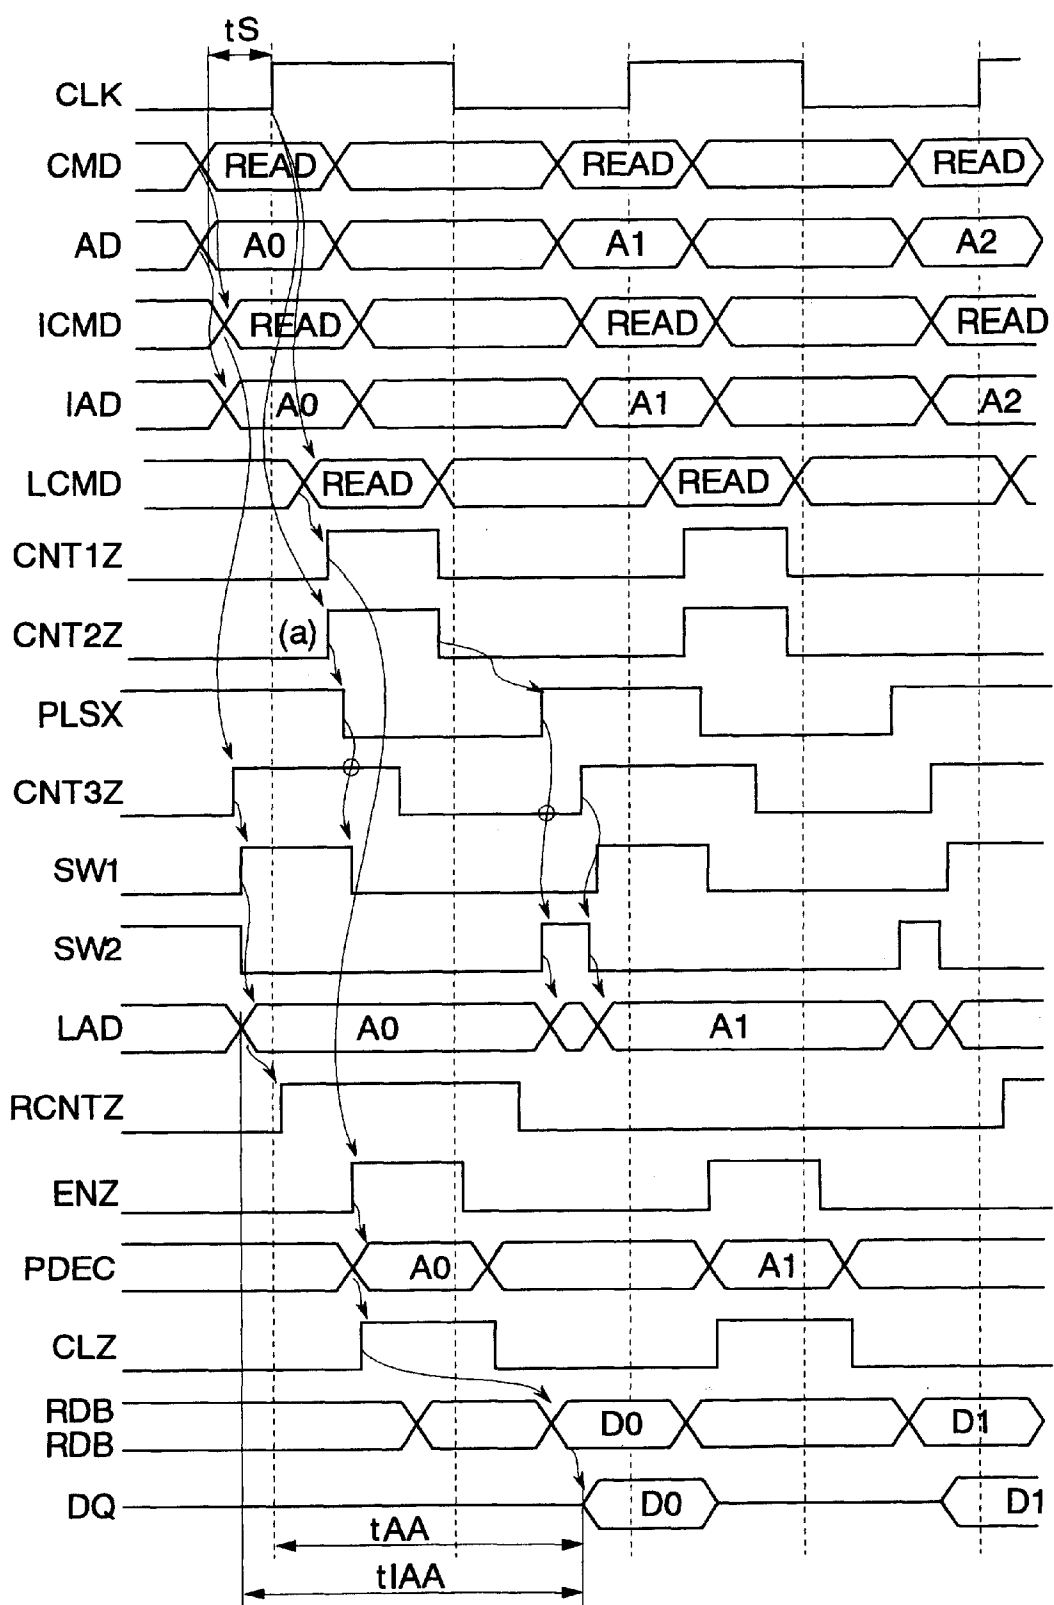 tS
CLK
CMD READ READ READ
AD A0 A1 A2
ICMD READ READ READ
IAD A0 A1 A2
LCMD READ READ
CNT1Z
CNT2Z (a)
PLSX
CNT3Z
SW1
SW2
LAD A0 A1
RCNTZ
ENZ
PDEC A0 A1
CLZ
RDB
RDB D0 D1
DQ D0 D1
tAA
tIAA